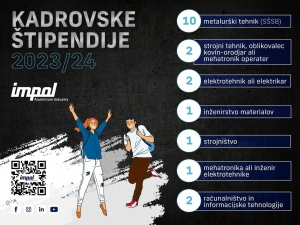 KADROVSKE
ŠTIPENDIJE
2023/24
impol
Aluminium Industry
impol
10
metalurški tehnik (SŠSB)
2
strojni tehnik, oblikovalec
kovin-orodjar ali
mehatronik operater
2
elektrotehnik ali elektrikar
1
inženirstvo materialov
1
strojništvo
1
mehatronika ali inženir
elektrotehnike
2
računalništvo in
informacijske tehnologije